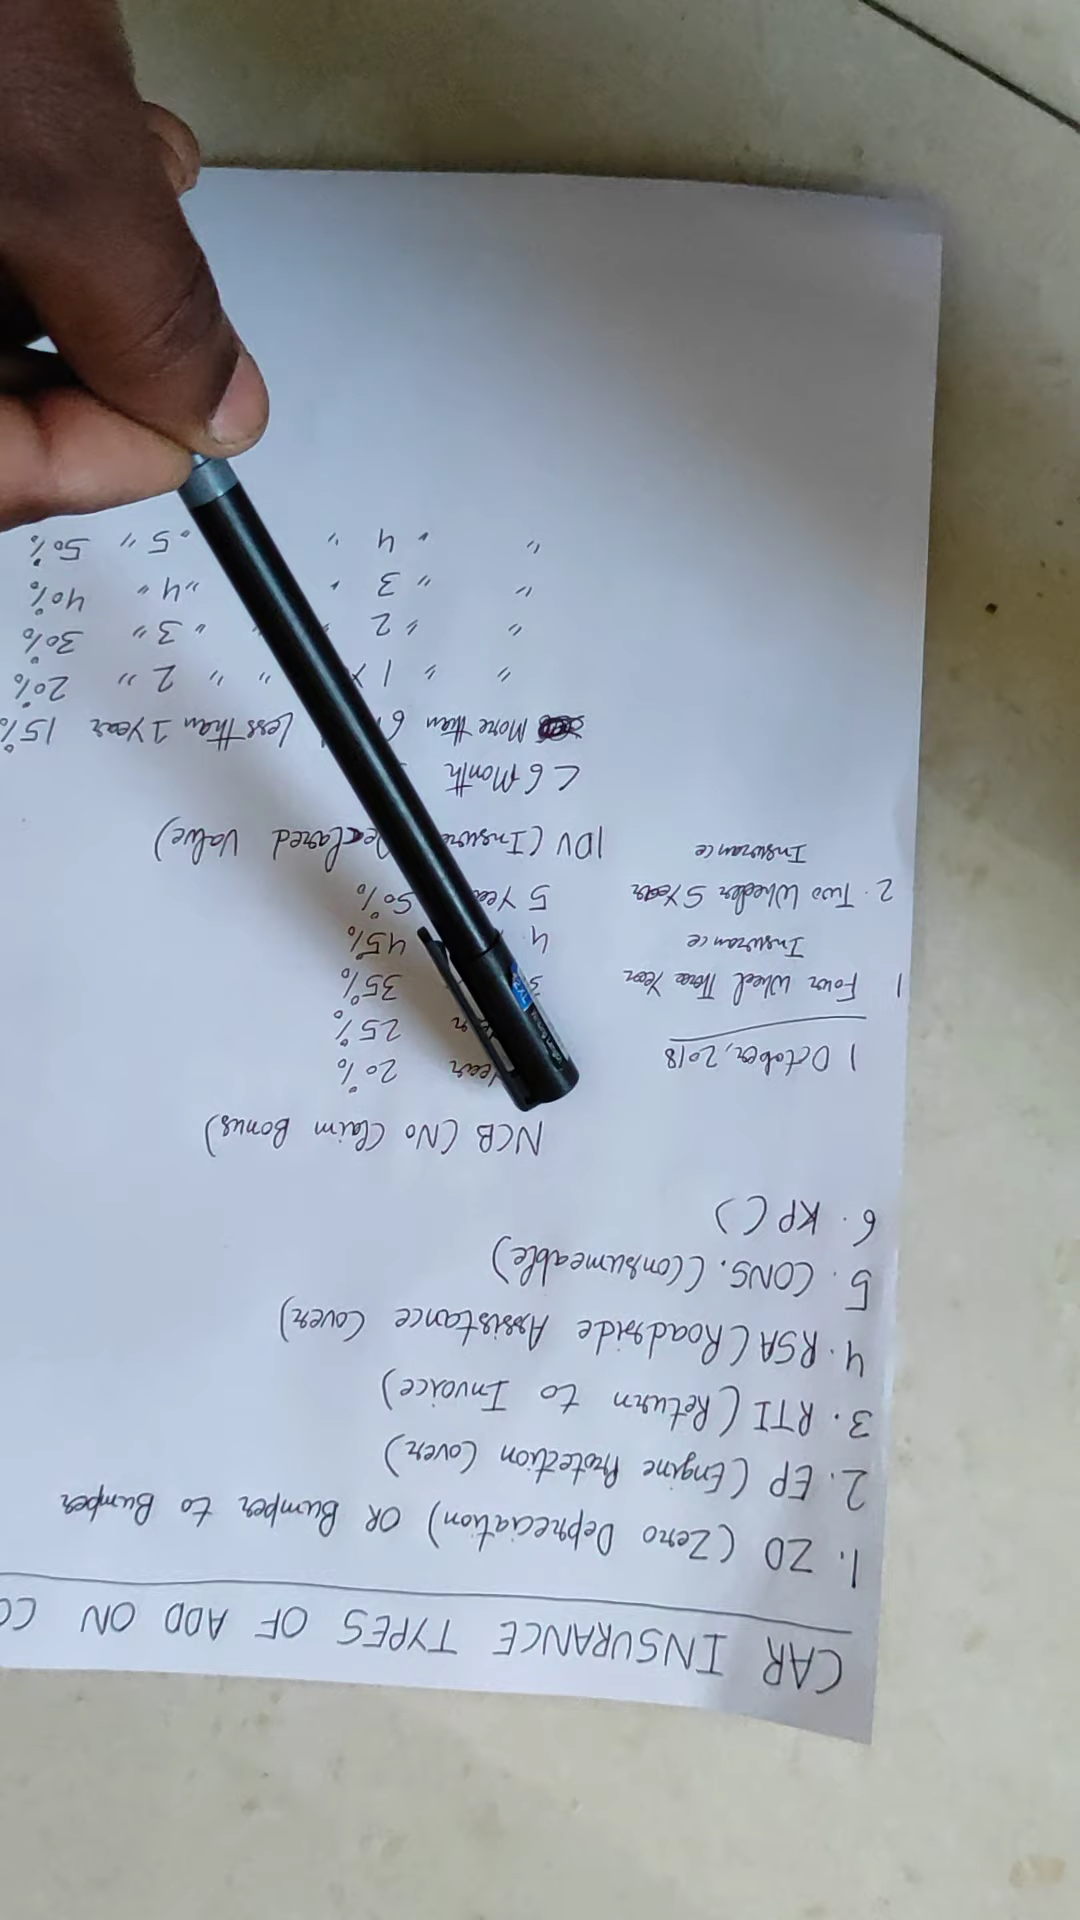 CAR INSURANCE TYPES OF ADD ON
1. ZD (Zero Depreciation) OR Bumper to Bumper
2. EP (Engine Protection Cover)
3. RTI (Return to Invoice)
4. RSA (Roadside Assistance Cover)
5. CONS. (Consumeable)
6. KP ( )
NCB (No Claim Bonus)
20%
25%
3 35%
4 45%
5 Year 50%
1 October, 2018
1 Four Wheel Three Year
Insurance
2. Two Wheeler 5 Year
Insurance
IDV (Insured Declared Value)
< 6 Month
More than 6 Less than 1 Year 15%
" " 1 " " 2 " 20%
" " 2 " " 3 " 30%
" " 3 " " 4 " 40%
" " 4 " " 5 " 50%